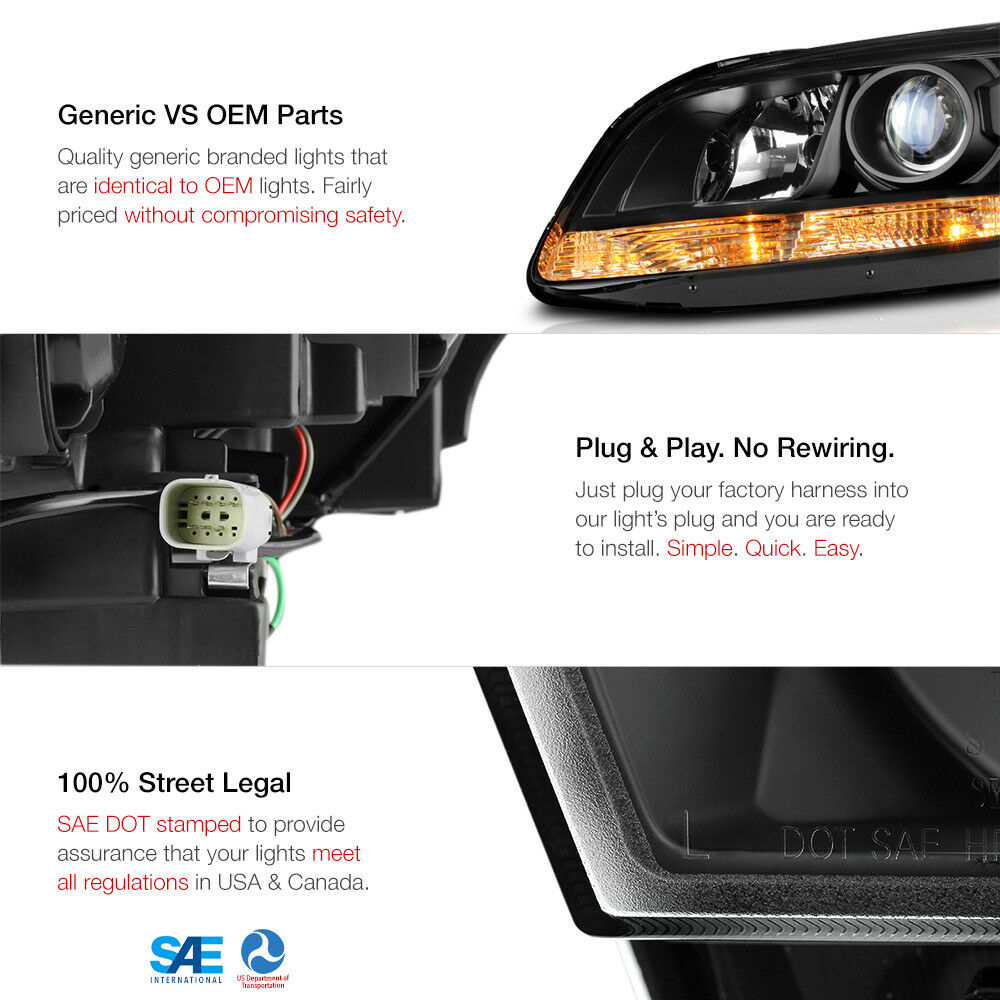 Generic VS OEM Parts
Quality generic branded lights that
are identical to OEM lights. Fairly
priced without compromising safety.
Plug & Play. No Rewiring.
Just plug your factory harness into
our light's plug and you are ready
to install. Simple. Quick. Easy.
100% Street Legal
SAE DOT stamped to provide
assurance that your lights meet
all regulations in USA & Canada.
L DOT SAE
SAE
INTERNATIONAL
US Department of
Transportation